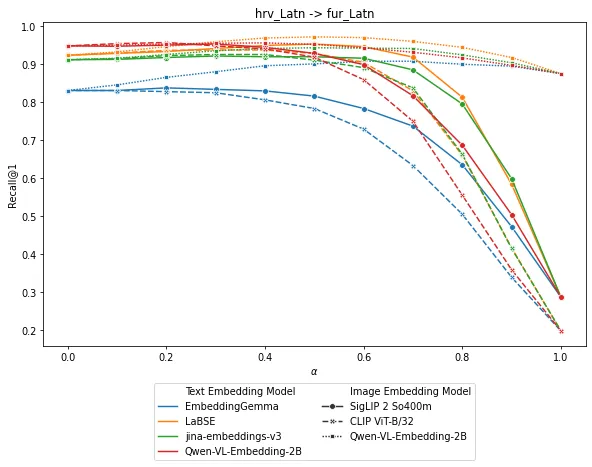 hrv_Latn -> fur_Latn
1.0
0.9
0.8
0.7
0.6
0.5
0.4
0.3
0.2
Recall@1
0.0 0.2 0.4 0.6 0.8 1.0
α
Text Embedding Model Image Embedding Model
EmbeddingGemma SigLIP 2 So400m
LaBSE CLIP ViT-B/32
jina-embeddings-v3 Qwen-VL-Embedding-2B
Qwen-VL-Embedding-2B